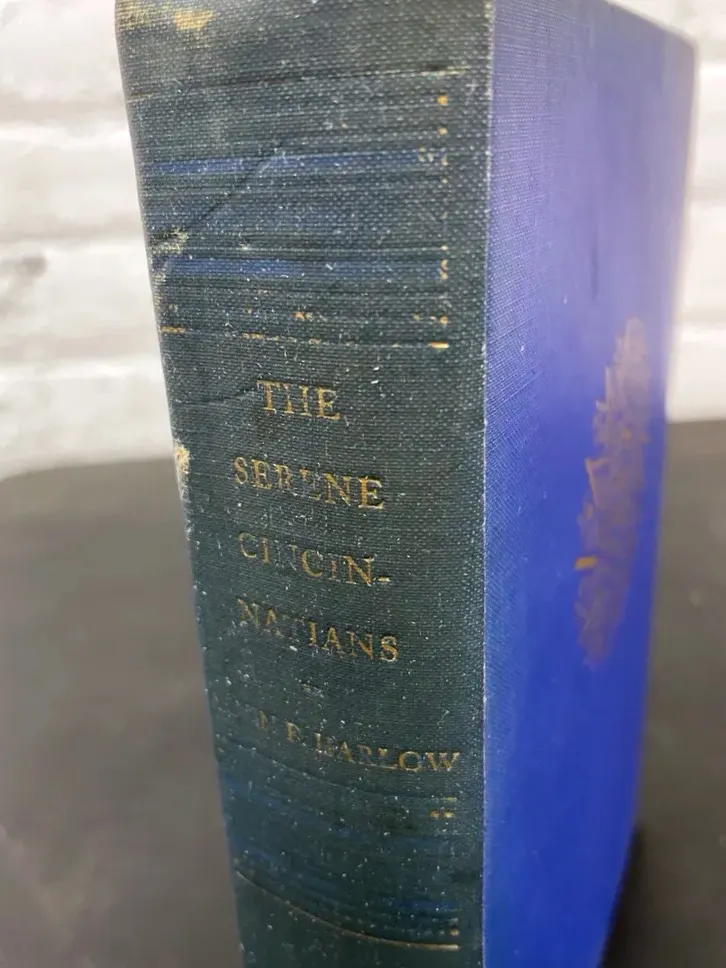 THE
SERENE
CINCIN-
NATIANS
F. HARLOW